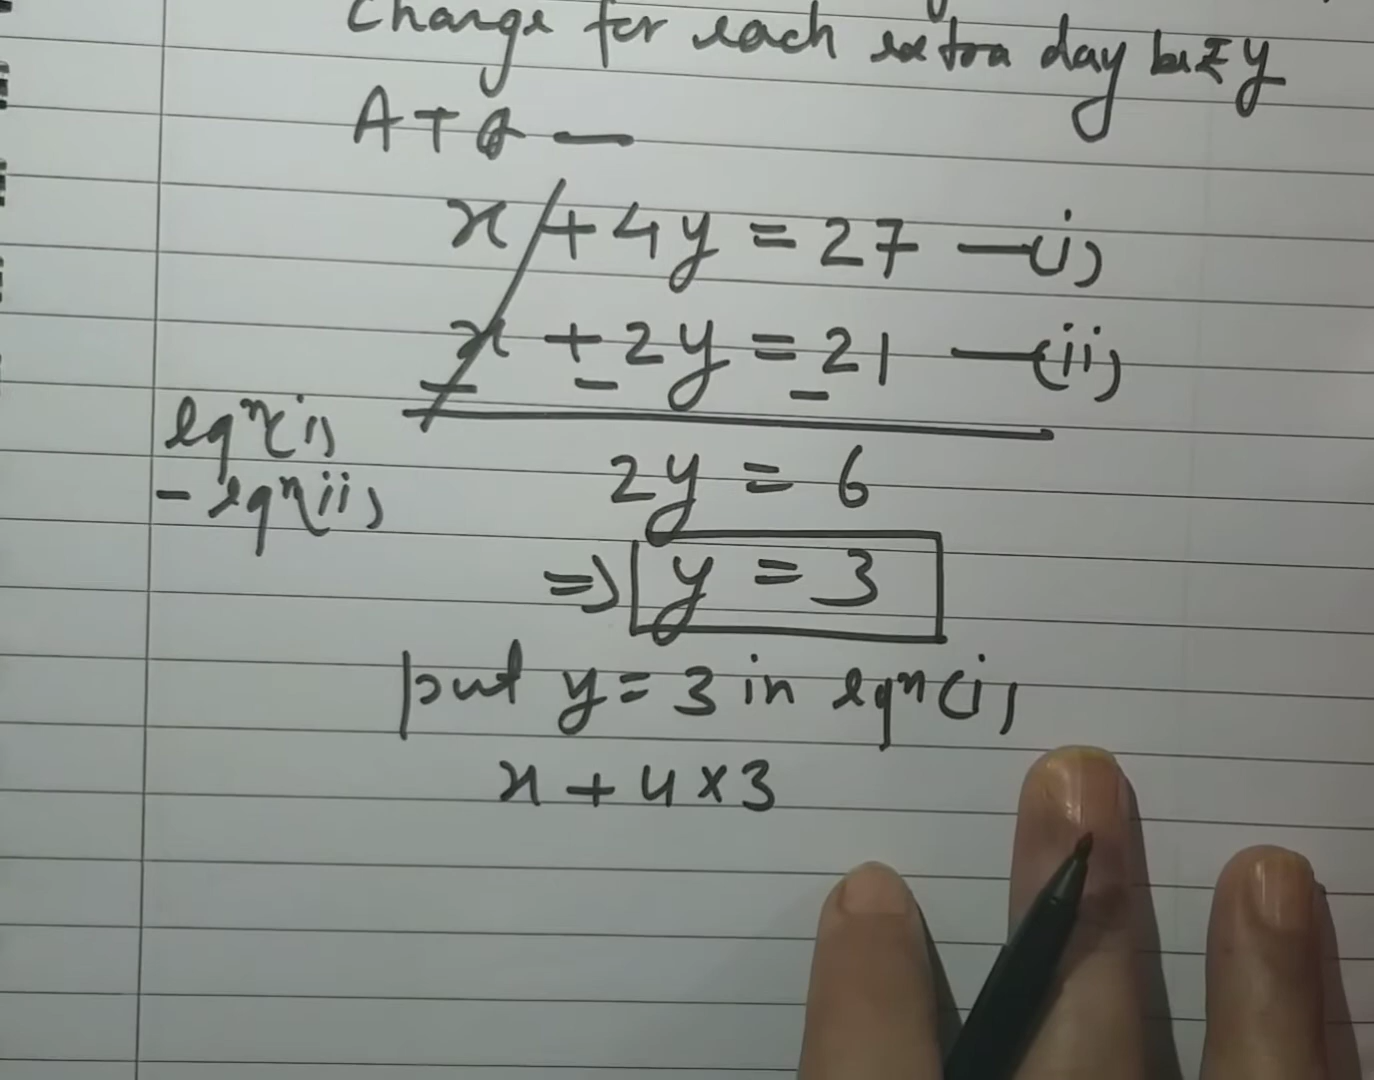 Charge for each extra day be ₹ y
ATQ —
x + 4y = 27 —(i)
x + 2y = 21 —(ii)
– – –
eqⁿ(i)
– eqⁿ(ii)
2y = 6
⇒ y = 3
put y = 3 in eqⁿ(i)
x + 4 × 3